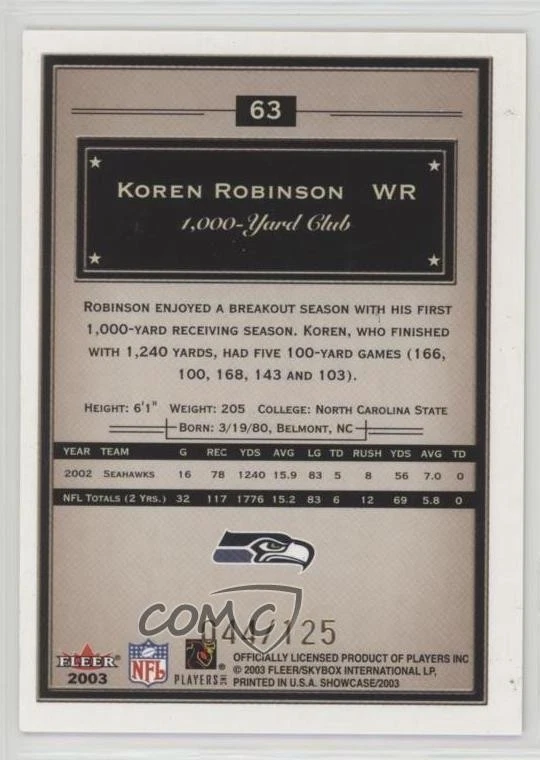 63
KOREN ROBINSON WR
1,000-Yard Club
ROBINSON ENJOYED A BREAKOUT SEASON WITH HIS FIRST
1,000-YARD RECEIVING SEASON. KOREN, WHO FINISHED
WITH 1,240 YARDS, HAD FIVE 100-YARD GAMES (166,
100, 168, 143 AND 103).
HEIGHT: 6'1" WEIGHT: 205 COLLEGE: NORTH CAROLINA STATE
BORN: 3/19/80, BELMONT, NC
YEAR TEAM G REC YDS AVG LG TD RUSH YDS AVG TD
2002 SEAHAWKS 16 78 1240 15.9 83 5 8 56 7.0 0
NFL TOTALS (2 YRS.) 32 117 1776 15.2 83 6 12 69 5.8 0
COMC
044/125
FLEER
2003
NFL
PLAYERS INC
OFFICIALLY LICENSED PRODUCT OF PLAYERS INC
© 2003 FLEER/SKYBOX INTERNATIONAL LP,
PRINTED IN U.S.A. SHOWCASE/2003